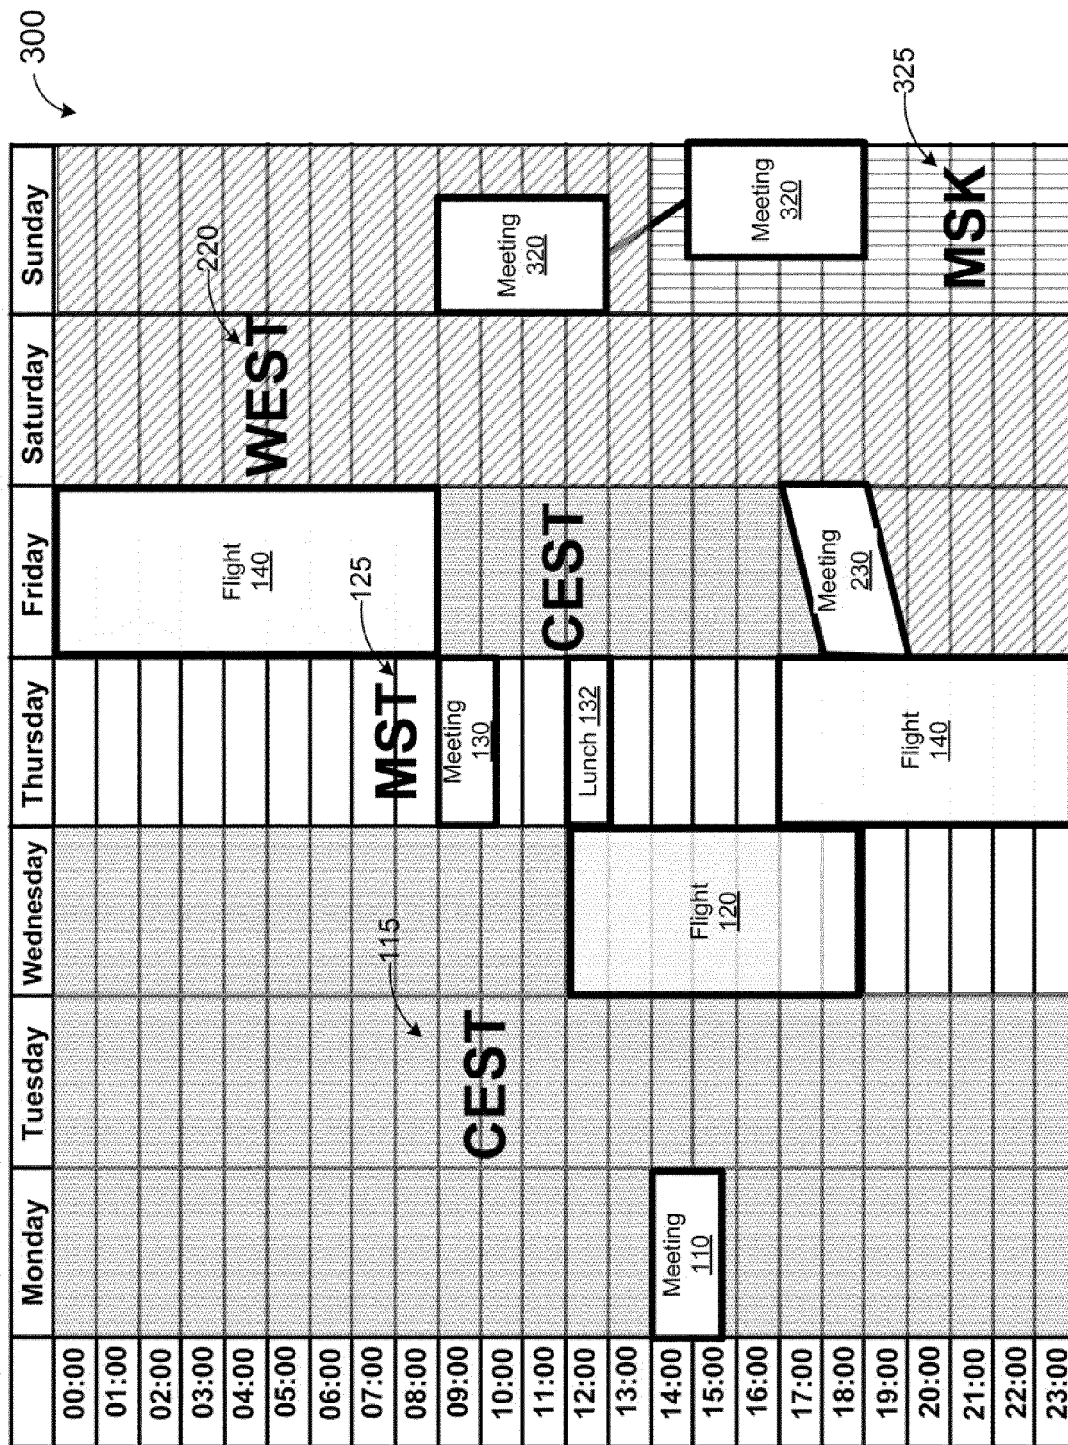 300
Monday Tuesday Wednesday Thursday Friday Saturday Sunday
00:00
01:00
02:00
03:00
04:00
05:00
06:00
07:00
08:00
09:00
10:00
11:00
12:00
13:00
14:00
15:00
16:00
17:00
18:00
19:00
20:00
21:00
22:00
23:00
Meeting
110
CEST
115
Flight
120
MST
125
Meeting
130
Lunch 132
Flight
140
Flight
140
CEST
Meeting
230
WEST
220
Meeting
320
Meeting
320
MSK
325